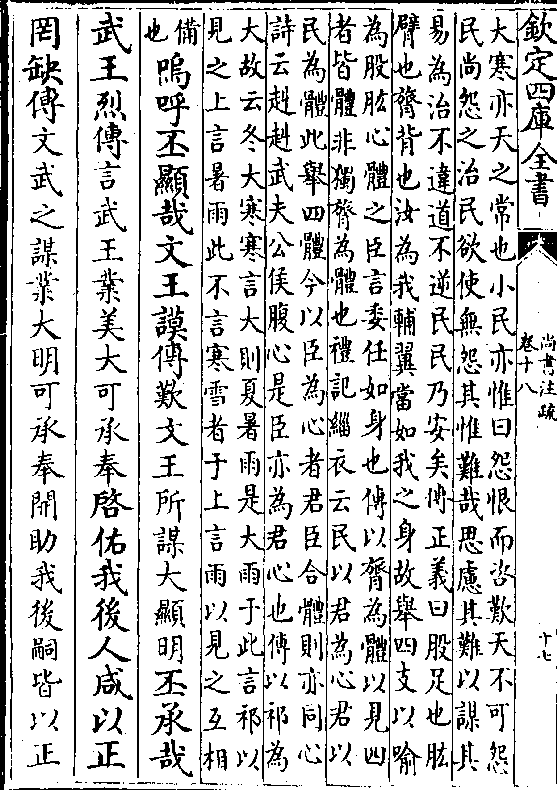 欽定四庫全書
尚書注疏
卷十八
十七
大寒亦天之常也小民亦惟曰怨恨而咨歎天不可怨
民尚怨之治民欲使無怨其惟難哉思慮其難以謀其
易為治不違道不逆民民乃安矣傳正義曰股足也肱
臂也膂背也汝為我輔翼當如我之身故舉四支以喻
為股肱心體之臣言委任如身也傳以膂為體以見四
者皆體非獨膂為體也禮記緇衣云民以君為心君以
民為體此舉四體今以臣為心者君臣合體則亦同心
詩云赳赳武夫公侯腹心是臣亦為君心也傳以祁為
大故云冬大寒寒言大則夏暑雨是大雨于此言祁以
見之上言暑雨此不言寒雪者于上言雨以見之互相
備也嗚呼丕顯哉文王謨傳歎文王所謀大顯明丕承哉
武王烈傳言武王業美大可承奉啓佑我後人咸以正
罔缺傳文武之謀業大明可承奉開助我後嗣皆以正